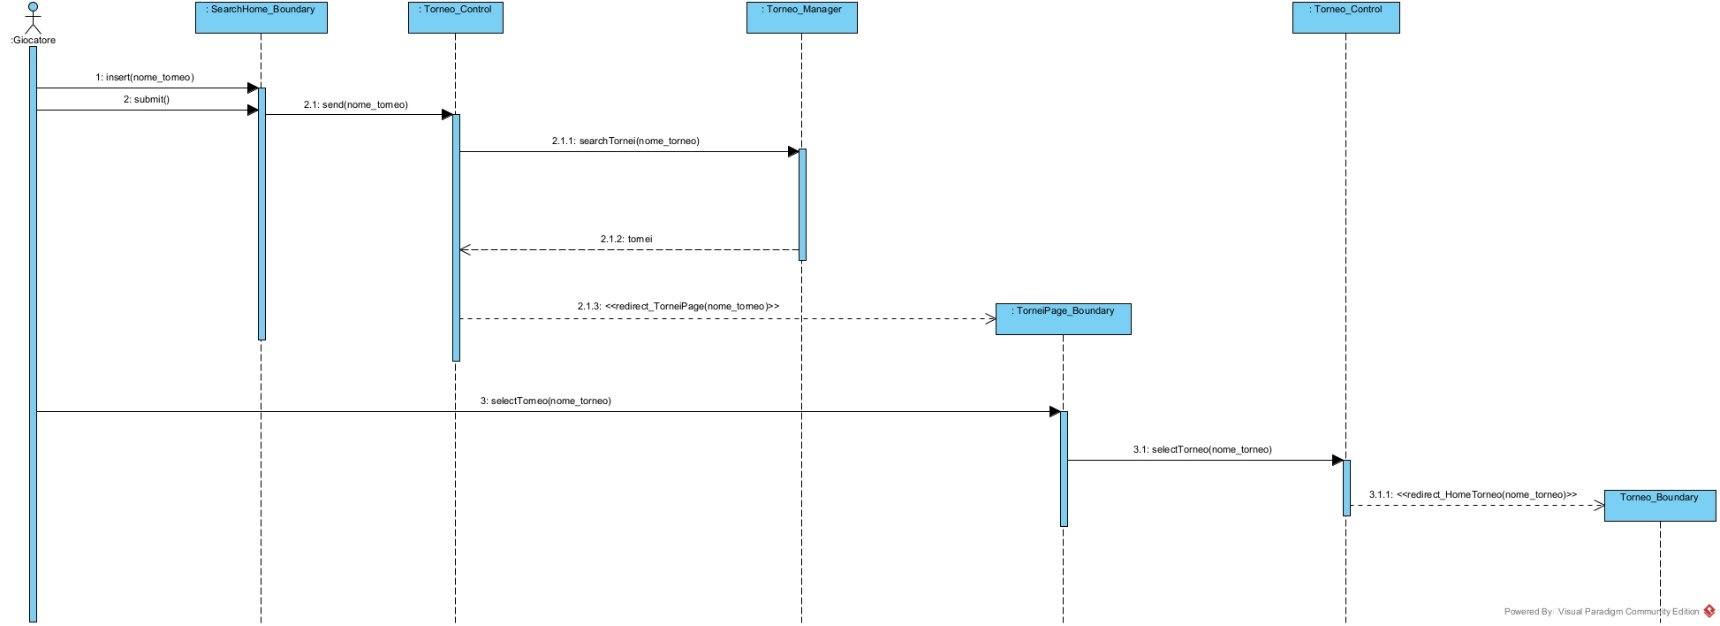 : SearchHome_Boundary
: Torneo_Control
: Torneo_Manager
: Torneo_Control
:Giocatore
1: insert(nome_torneo)
2: submit()
2.1: send(nome_torneo)
2.1.1: searchTornei(nome_torneo)
2.1.2: tornei
2.1.3: <<redirect_TorneiPage(nome_torneo)>>
: TorneiPage_Boundary
3: selectTorneo(nome_torneo)
3.1: selectTorneo(nome_torneo)
3.1.1: <<redirect_HomeTorneo(nome_torneo)>>
Torneo_Boundary
Powered By Visual Paradigm Community Edition